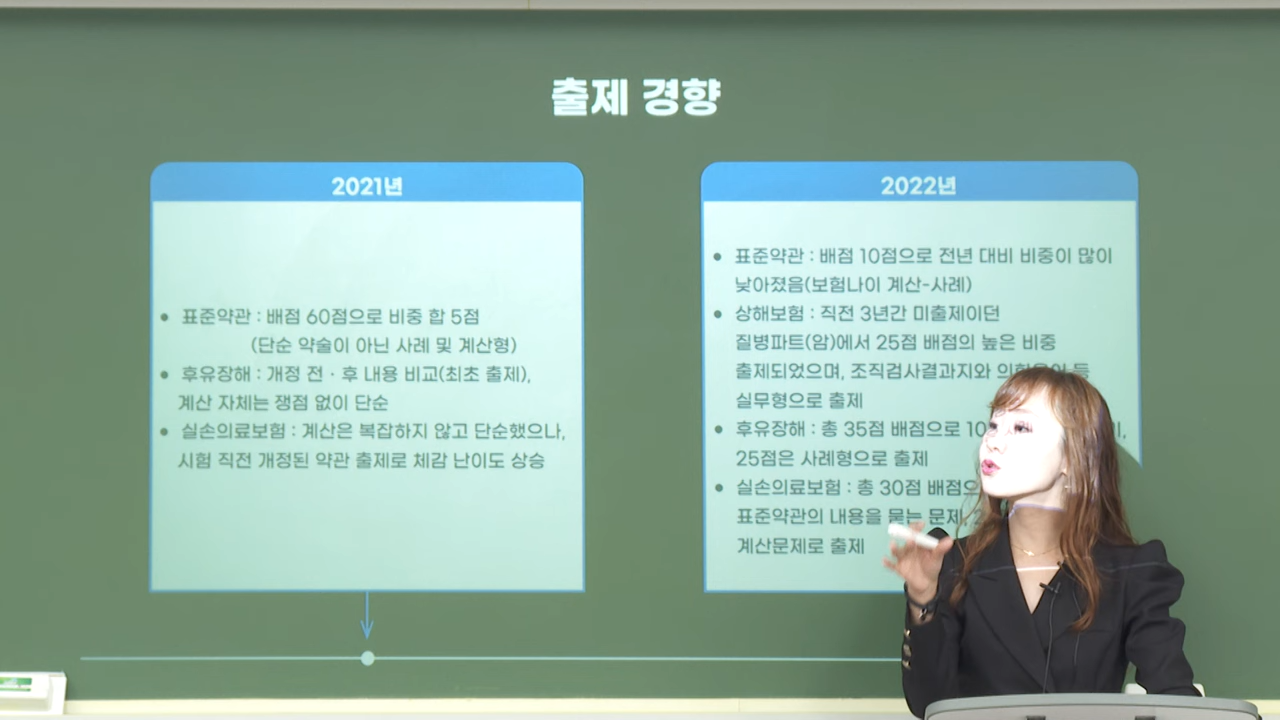 출제 경향
2021년
• 표준약관 : 배점 60점으로 비중 합 5점
(단순 약술이 아닌 사례 및 계산형)
• 후유장해 : 개정 전 · 후 내용 비교(최초 출제),
계산 자체는 쟁점 없이 단순
• 실손의료보험 : 계산은 복잡하지 않고 단순했으나,
시험 직전 개정된 약관 출제로 체감 난이도 상승
2022년
• 표준약관 : 배점 10점으로 전년 대비 비중이 많이
낮아졌음(보험나이 계산-사례)
• 상해보험 : 직전 3년간 미출제이던
질병파트(암)에서 25점 배점의 높은 비중
출제되었으며, 조직검사결과지와 등
실무형으로 출제
• 후유장해 : 총 35점 배점으로
25점은 사례형으로 출제
• 실손의료보험 : 총 30점
표준약관의 내용을 묻는 문제,
계산문제로 출제